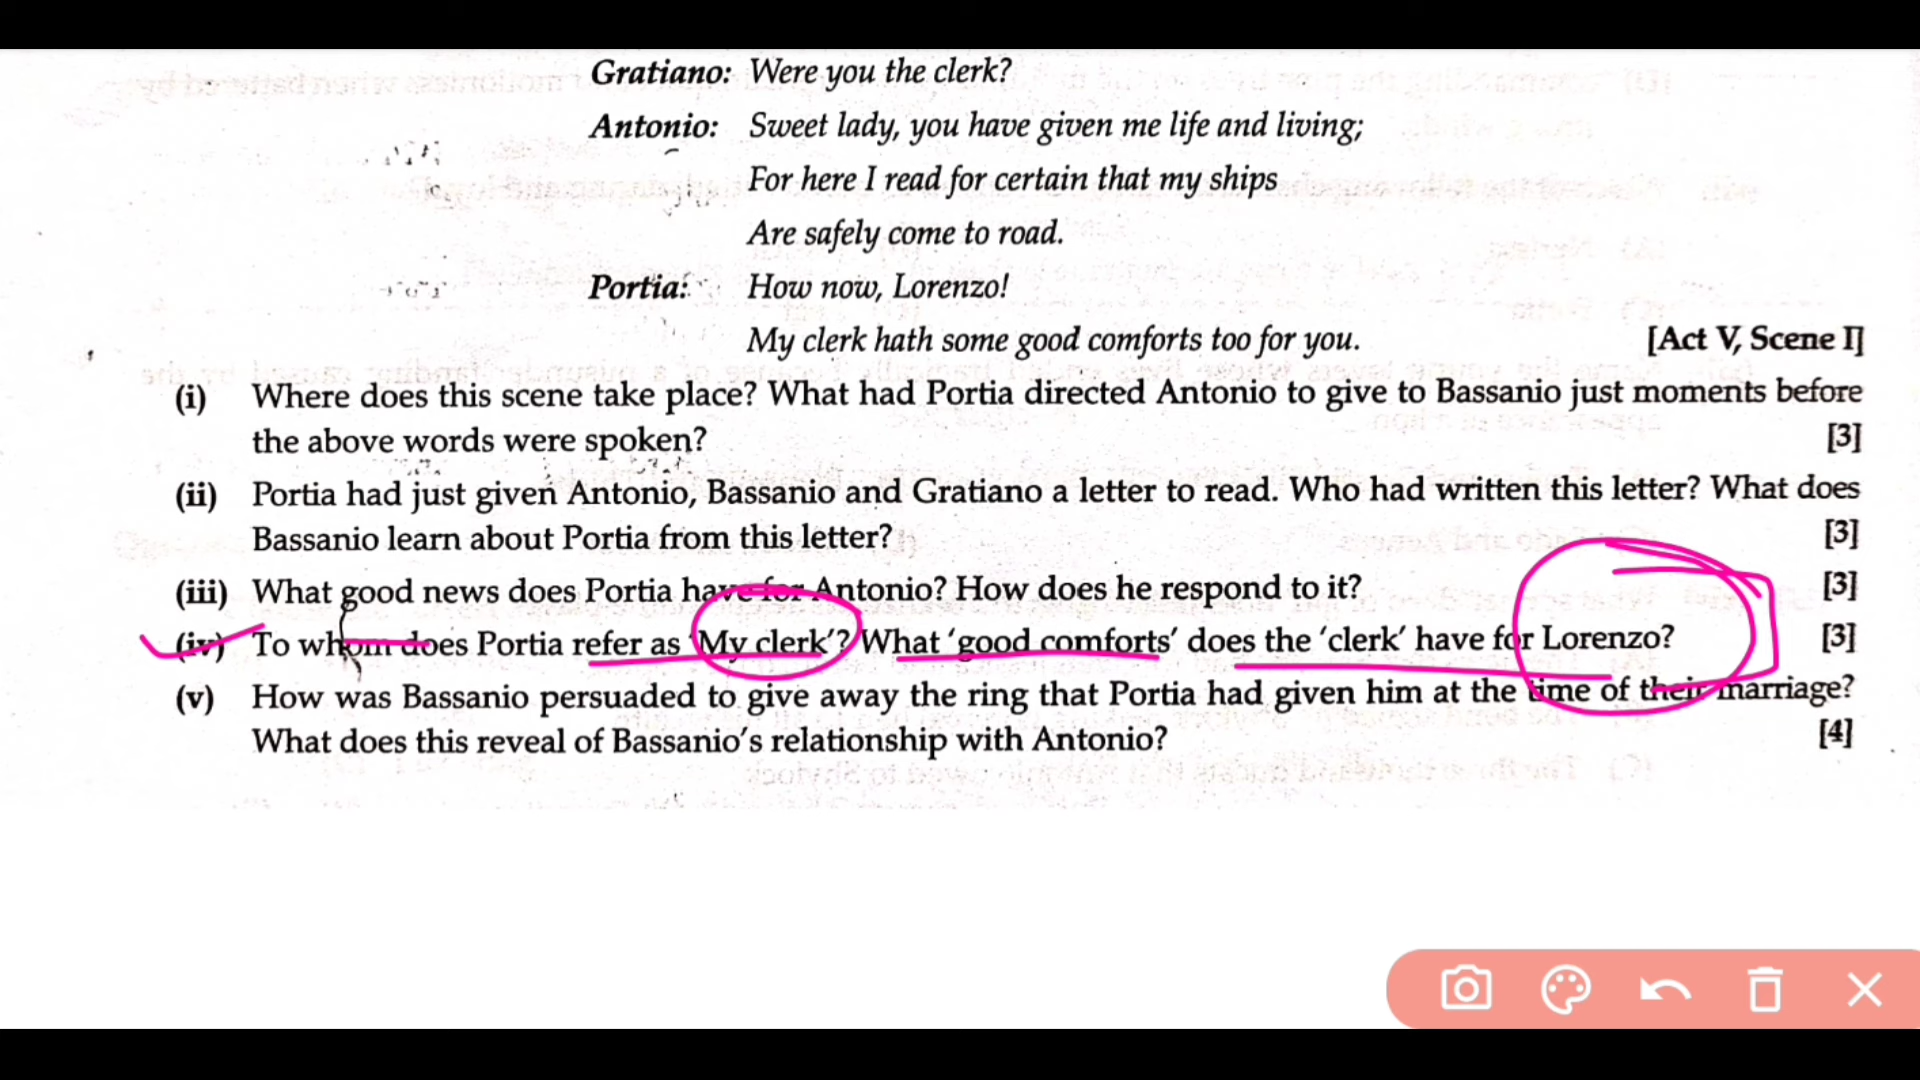 Gratiano: Were you the clerk?
Antonio: Sweet lady, you have given me life and living;
For here I read for certain that my ships
Are safely come to road.
Portia: How now, Lorenzo!
My clerk hath some good comforts too for you. [Act V, Scene I]
(i) Where does this scene take place? What had Portia directed Antonio to give to Bassanio just moments before
the above words were spoken? [3]
(ii) Portia had just given Antonio, Bassanio and Gratiano a letter to read. Who had written this letter? What does
Bassanio learn about Portia from this letter? [3]
(iii) What good news does Portia have for Antonio? How does he respond to it? [3]
(iv) To whom does Portia refer as 'My clerk'? What 'good comforts' does the 'clerk' have for Lorenzo? [3]
(v) How was Bassanio persuaded to give away the ring that Portia had given him at the time of their marriage?
What does this reveal of Bassanio's relationship with Antonio? [4]